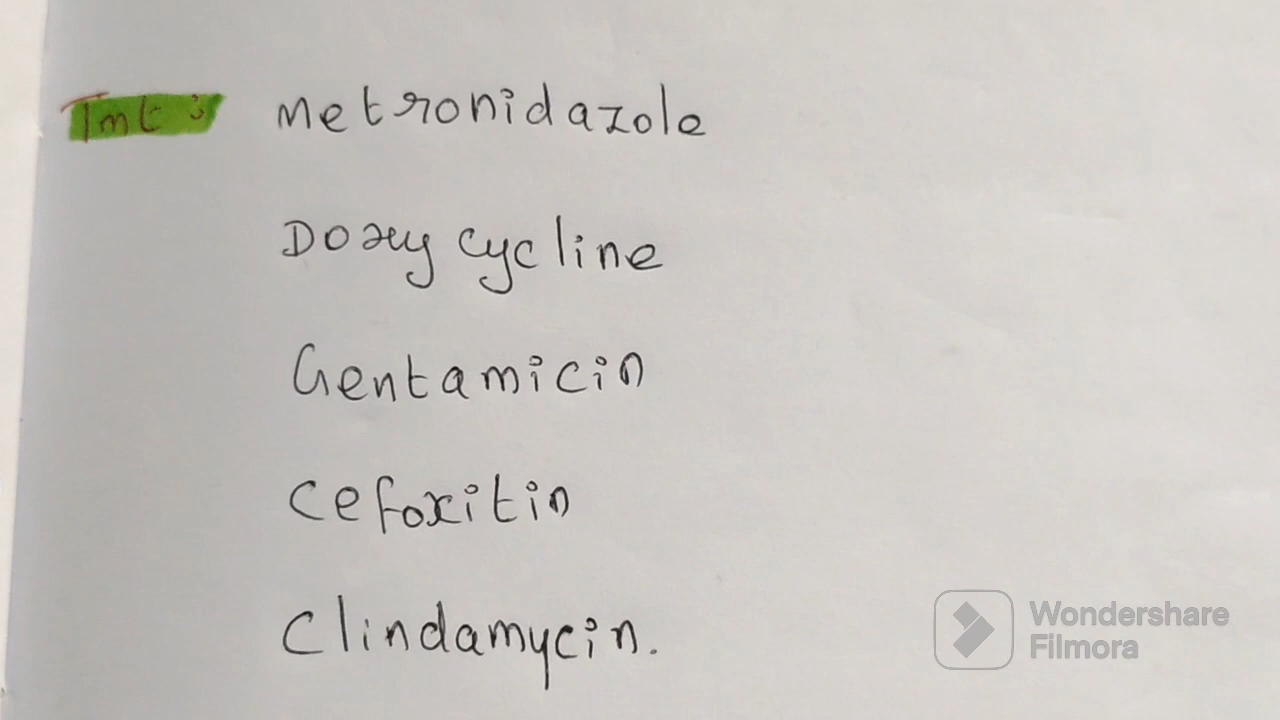 Tmt : Metronidazole
Doxycycline
Gentamicin
Cefoxitin
Clindamycin.
Wondershare
Filmora